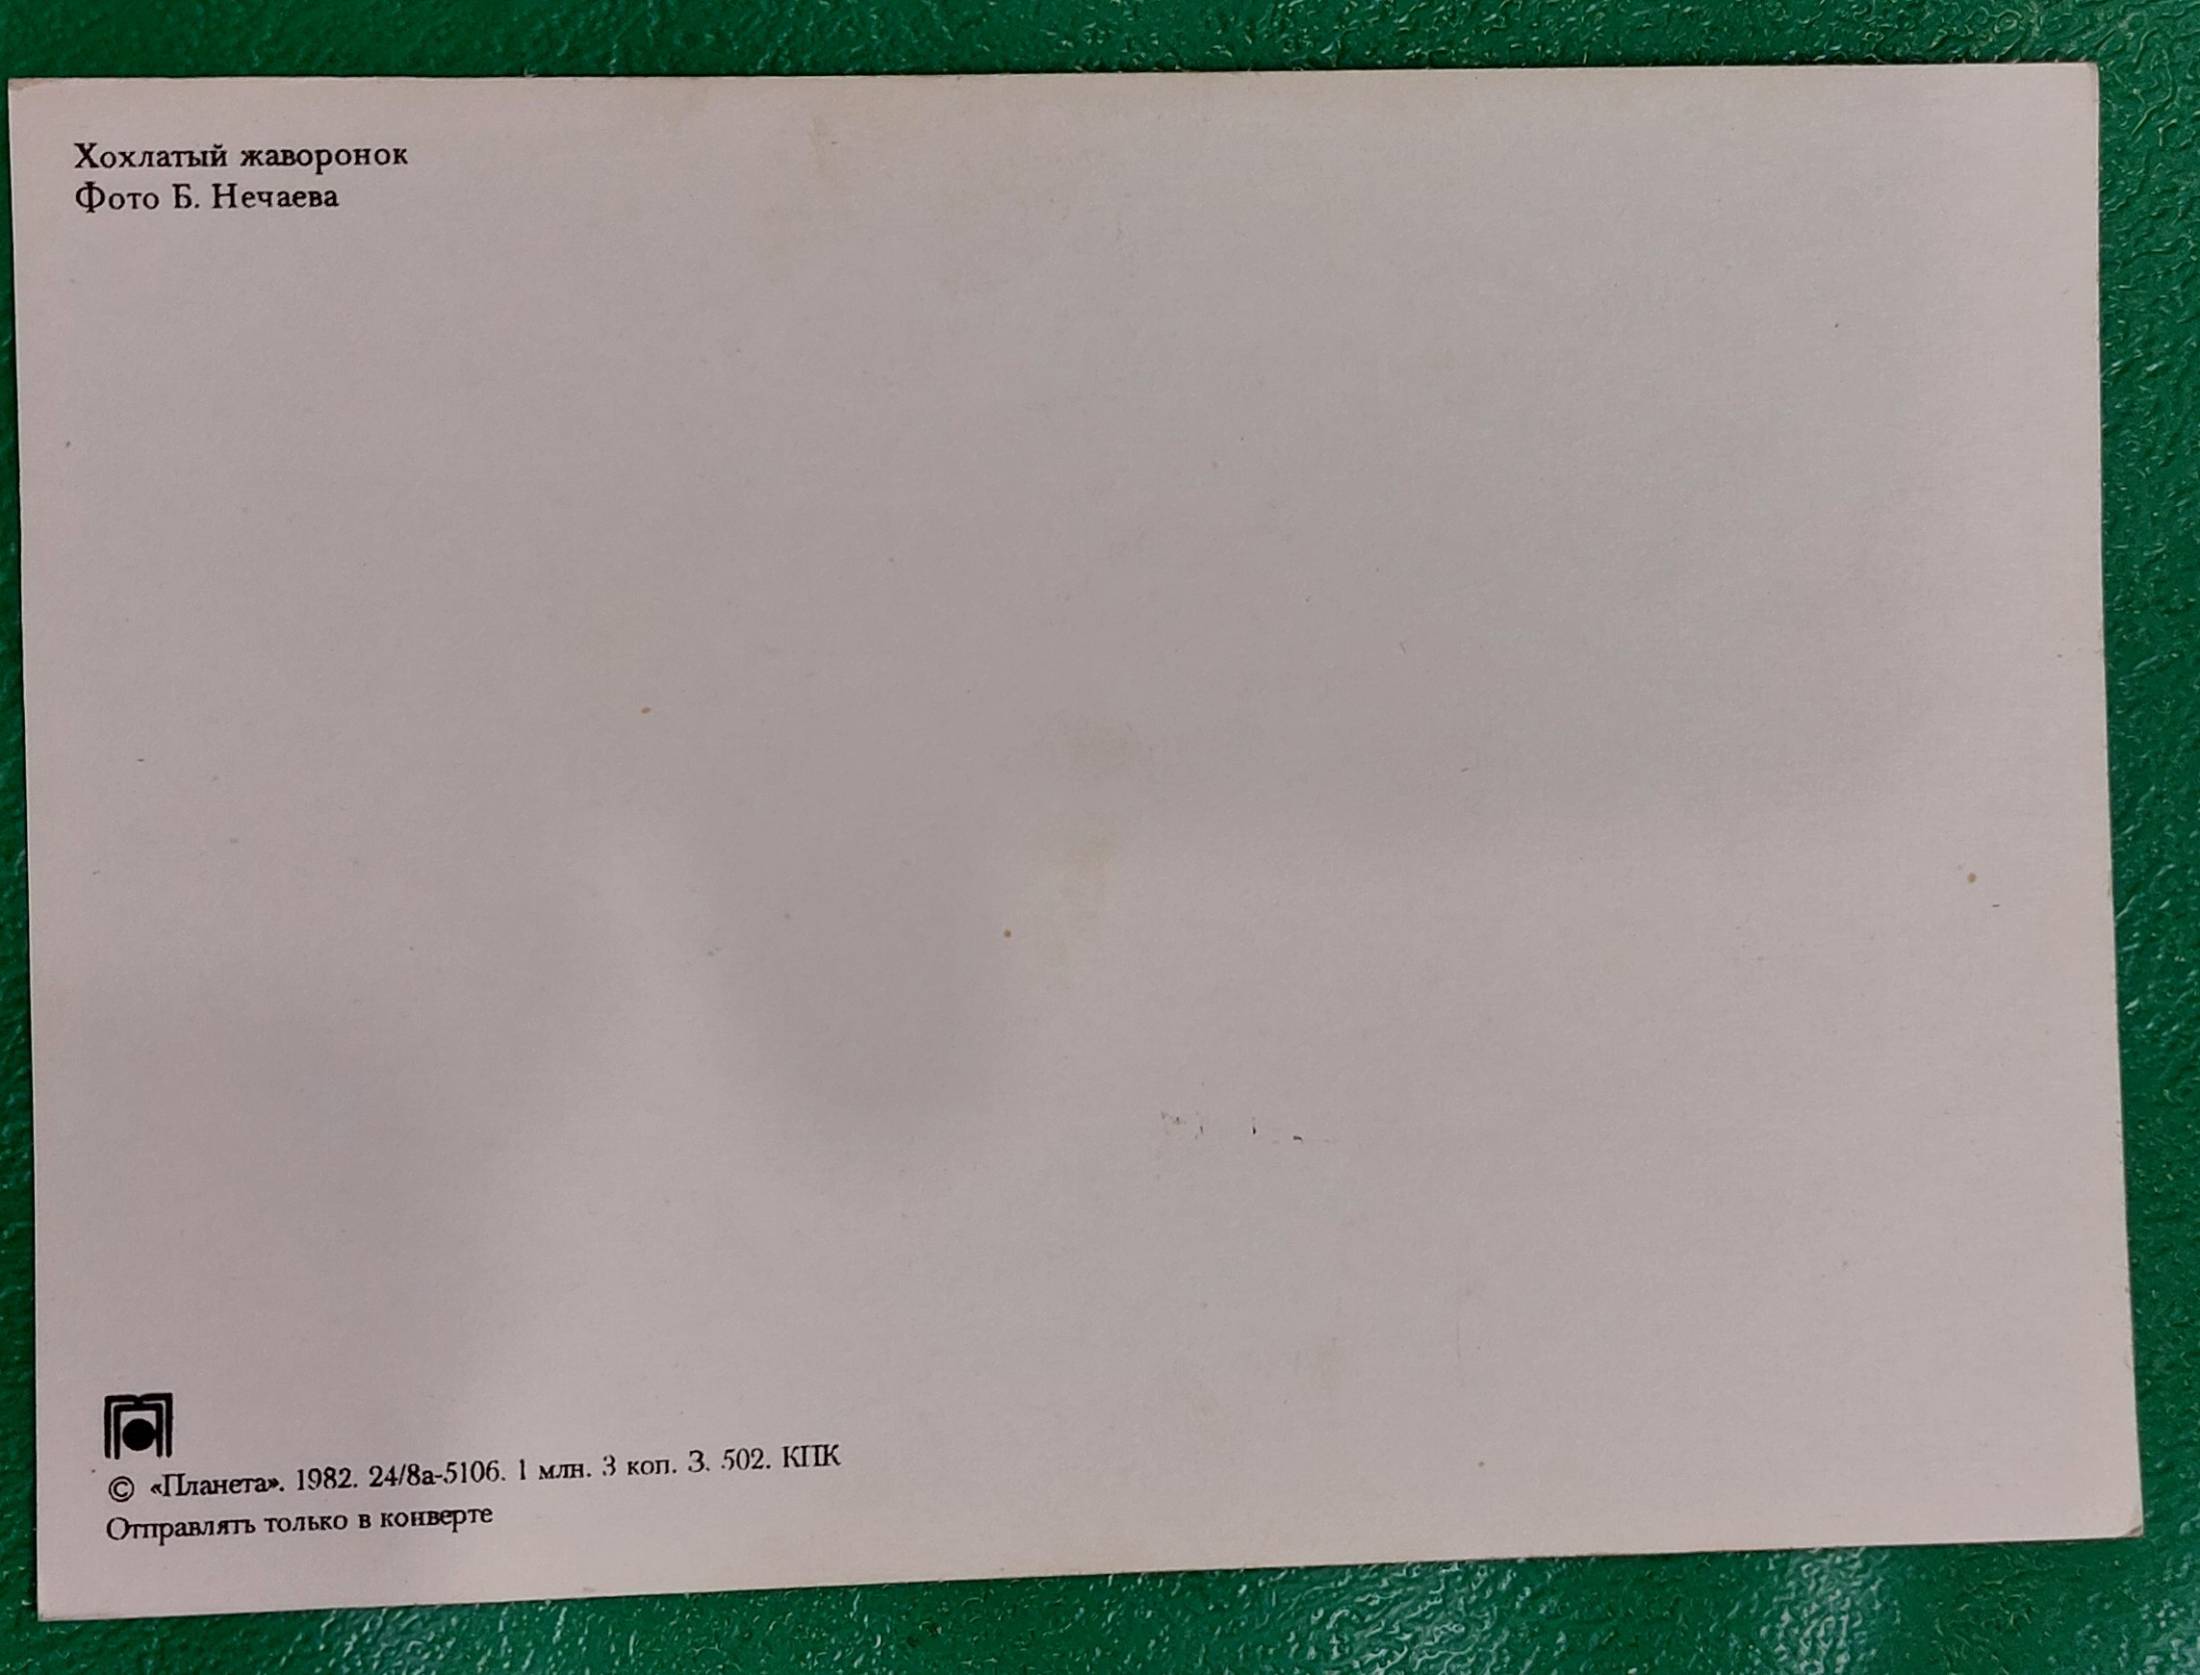 Хохлатый жаворонок
Фото Б. Нечаева
© «Планета». 1982. 24/8а-5106. 1 млн. 3 коп. З. 502. КПК
Отправлять только в конверте